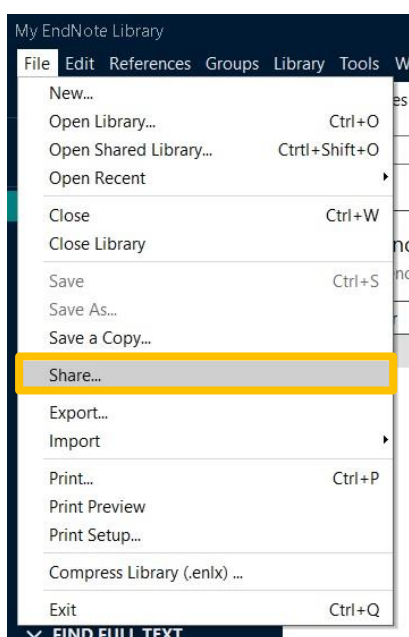 My EndNote Library
File Edit References Groups Library Tools W
New...
es
Open Library... Ctrl+O
Open Shared Library... Ctrtl+Shift+O
Open Recent
Close Ctrl+W
Close Library
Save Ctrl+S
Save As...
Save a Copy...
Share...
Export...
Import
Print... Ctrl+P
Print Preview
Print Setup...
Compress Library (.enlx) ...
Exit Ctrl+Q
FIND FULL TEXT